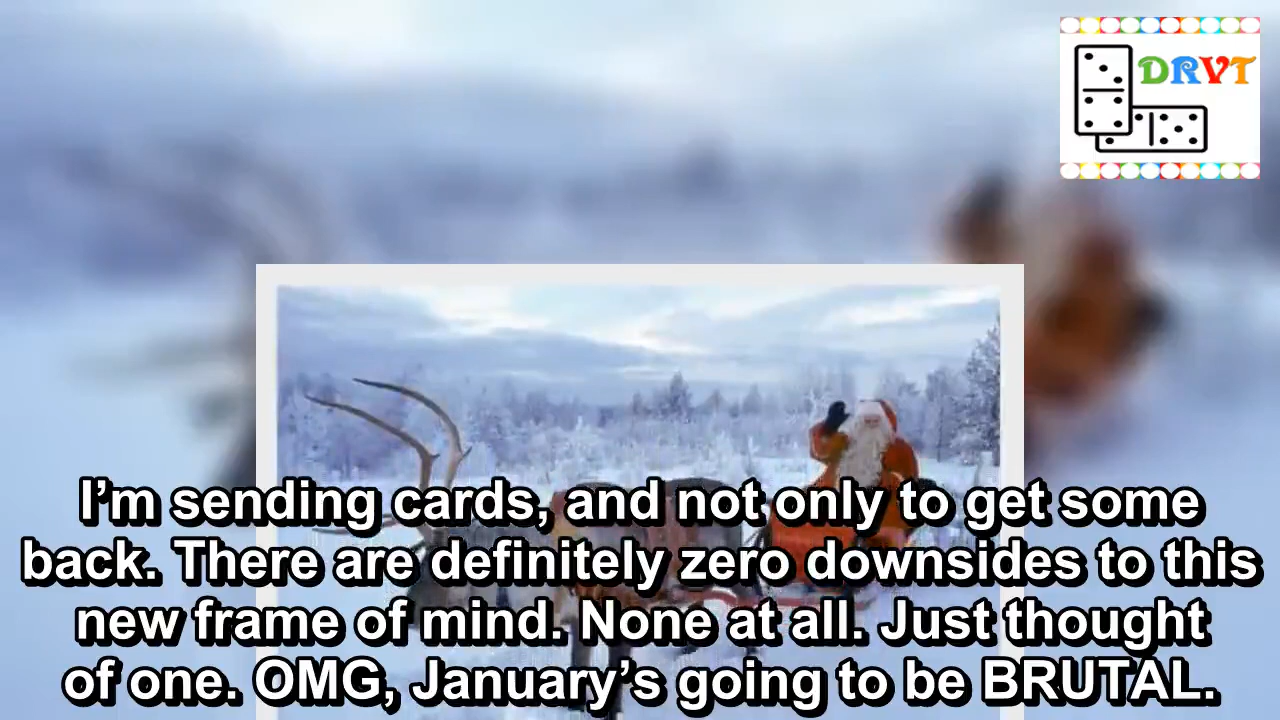 DRVT
I’m sending cards, and not only to get some
back. There are definitely zero downsides to this
new frame of mind. None at all. Just thought
of one. OMG, January’s going to be BRUTAL.